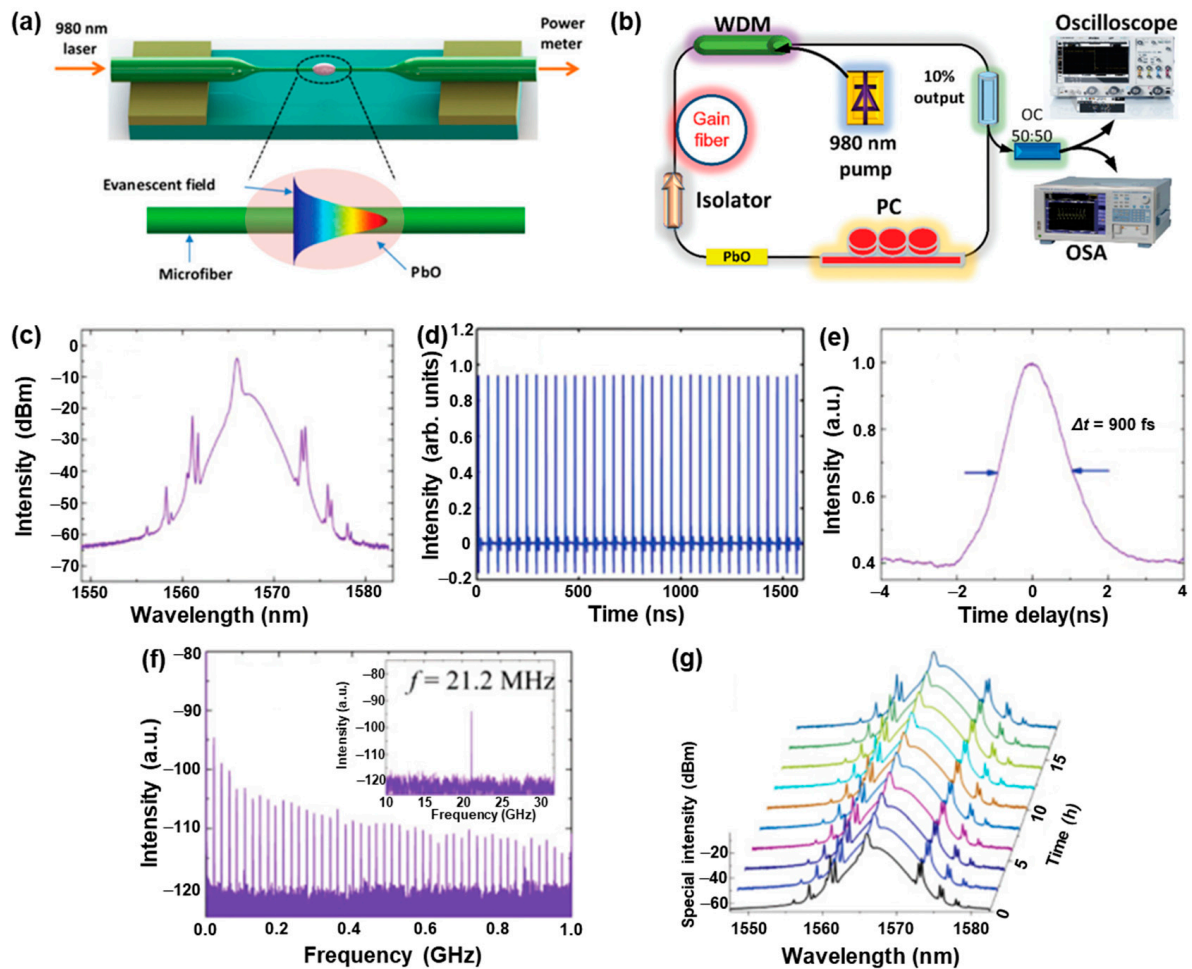 (a)
980 nm
laser
Power
meter
Evanescent field
Microfiber
PbO
(b)
WDM
Oscilloscope
10%
output
OC
50:50
Gain
fiber
980 nm
pump
Isolator
PC
PbO
OSA
(c)
Intensity (dBm)
0
−10
−20
−30
−40
−50
−60
−70
1550
1560
1570
1580
Wavelength (nm)
(d)
Intensity (arb. units)
1.2
1.0
0.8
0.6
0.4
0.2
0
−0.2
0
500
1000
1500
Time (ns)
(e)
Intensity (a.u.)
1.0
0.8
0.6
0.4
Δt = 900 fs
−4
−2
0
2
4
Time delay(ns)
(f)
Intensity (a.u.)
−80
−90
−100
−110
−120
0.0
0.2
0.4
0.6
0.8
1.0
Frequency (GHz)
f = 21.2 MHz
Intensity (a.u.)
−80
−90
−100
−110
−120
10
15
20
25
30
Frequency (GHz)
(g)
Special intensity (dBm)
−20
−40
−60
1550
1560
1570
1580
Wavelength (nm)
0
5
10
15
Time (h)